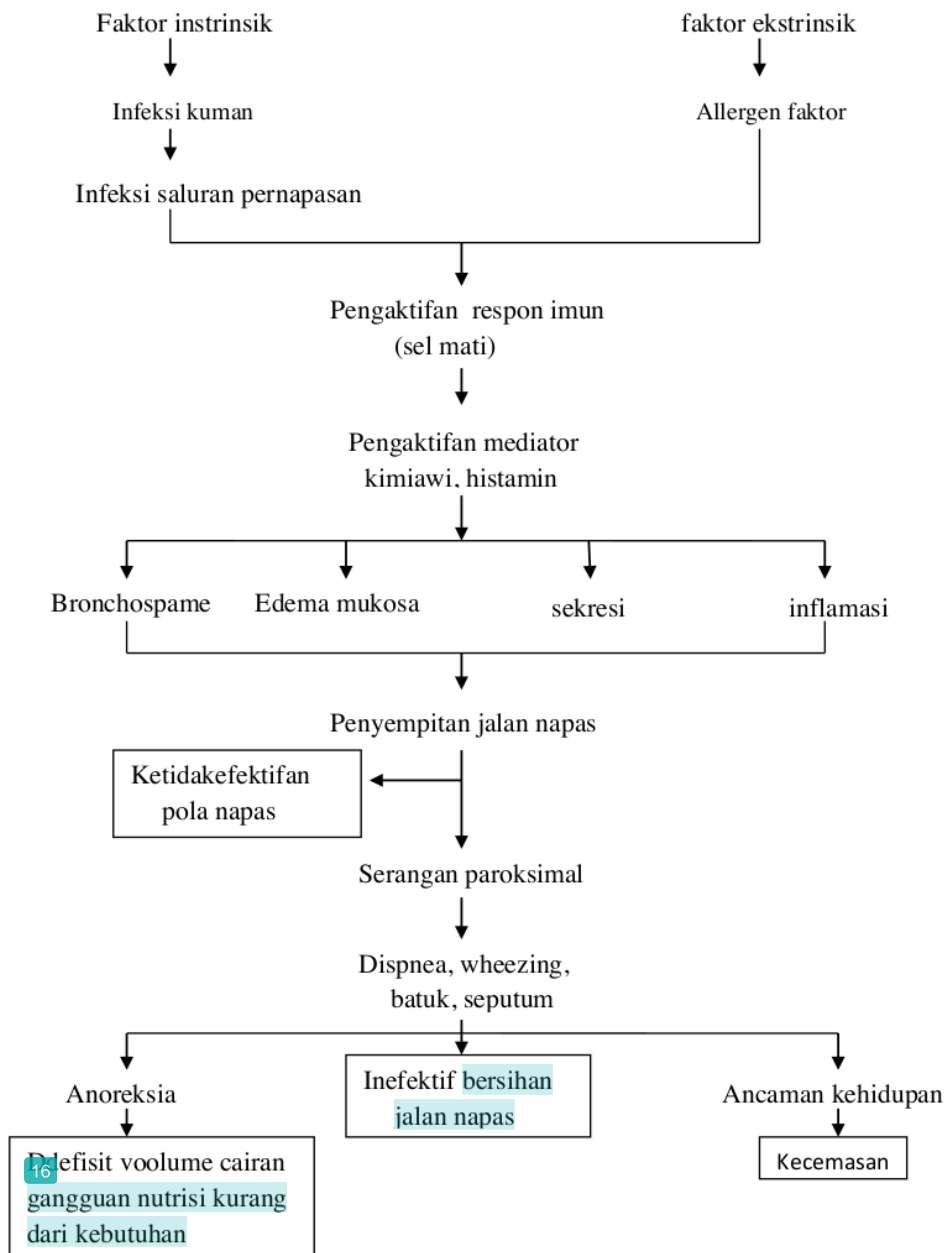 Faktor instrinsik
faktor ekstrinsik
Infeksi kuman
Allergen faktor
Infeksi saluran pernapasan
Pengaktifan respon imun
(sel mati)
Pengaktifan mediator
kimiawi, histamin
Bronchospame
Edema mukosa
sekresi
inflamasi
Penyempitan jalan napas
Ketidakefektifan
pola napas
Serangan paroksimal
Dispnea, wheezing,
batuk, seputum
Anoreksia
Inefektif bersihan
jalan napas
Ancaman kehidupan
Kecemasan
16
Ddefisit voolume cairan
gangguan nutrisi kurang
dari kebutuhan